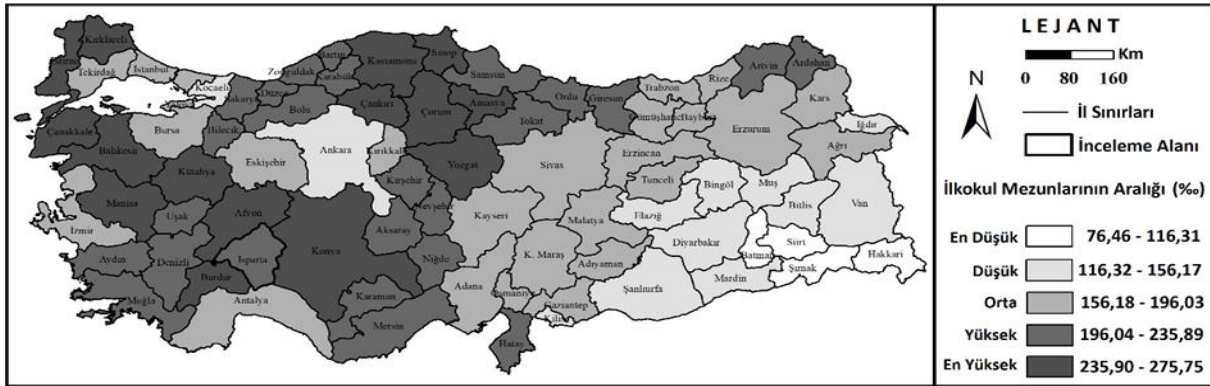 LEJANT
Km
0 80 160
N
İl Sınırları
İnceleme Alanı
İlkokul Mezunlarının Aralığı (‰)
En Düşük 76,46 - 116,31
Düşük 116,32 - 156,17
Orta 156,18 - 196,03
Yüksek 196,04 - 235,89
En Yüksek 235,90 - 275,75
Kırklareli
Edirne
Tekirdağ
İstanbul
Kocaeli
Sakarya
Düzce
Zonguldak
Bartın
Karabük
Kastamonu
Sinop
Samsun
Ordu
Giresun
Trabzon
Rize
Artvin
Ardahan
Kars
Iğdır
Ağrı
Erzurum
Bayburt
Gümüşhane
Erzincan
Tunceli
Bingöl
Muş
Bitlis
Van
Hakkari
Şırnak
Siirt
Batman
Mardin
Diyarbakır
Elazığ
Malatya
Adıyaman
Şanlıurfa
Gaziantep
Kilis
Hatay
Osmaniye
K. Maraş
Adana
Kayseri
Sivas
Tokat
Amasya
Çorum
Çankırı
Yozgat
Kırıkkale
Kırşehir
Nevşehir
Aksaray
Niğde
Mersin
Karaman
Konya
Ankara
Bolu
Eskişehir
Bilecik
Bursa
Çanakkale
Balıkesir
Kütahya
Manisa
Uşak
Afyon
İzmir
Aydın
Denizli
Isparta
Burdur
Muğla
Antalya